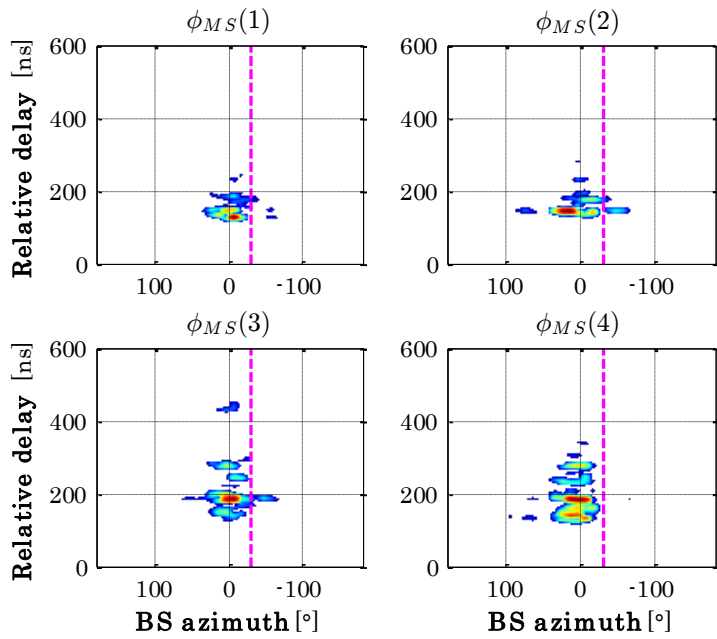 ϕMS(1) ϕMS(2)
Relative delay [ns]
600 400 200 0
100 0 -100
600 400 200 0
100 0 -100
ϕMS(3) ϕMS(4)
Relative delay [ns]
600 400 200 0
100 0 -100
BS azimuth [°]
600 400 200 0
100 0 -100
BS azimuth [°]